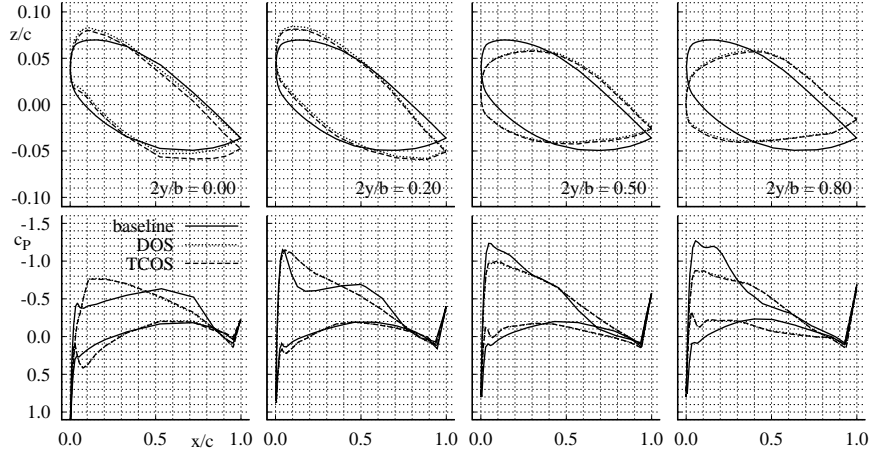 0.10
z/c
0.05
0.00
-0.05
-0.10
2y/b = 0.00
2y/b = 0.20
2y/b = 0.50
2y/b = 0.80
-1.5
cP
-1.0
-0.5
0.0
0.5
1.0
baseline
DOS
TCOS
0.0 0.5 1.0
x/c
0.0 0.5 1.0
0.0 0.5 1.0
0.0 0.5 1.0